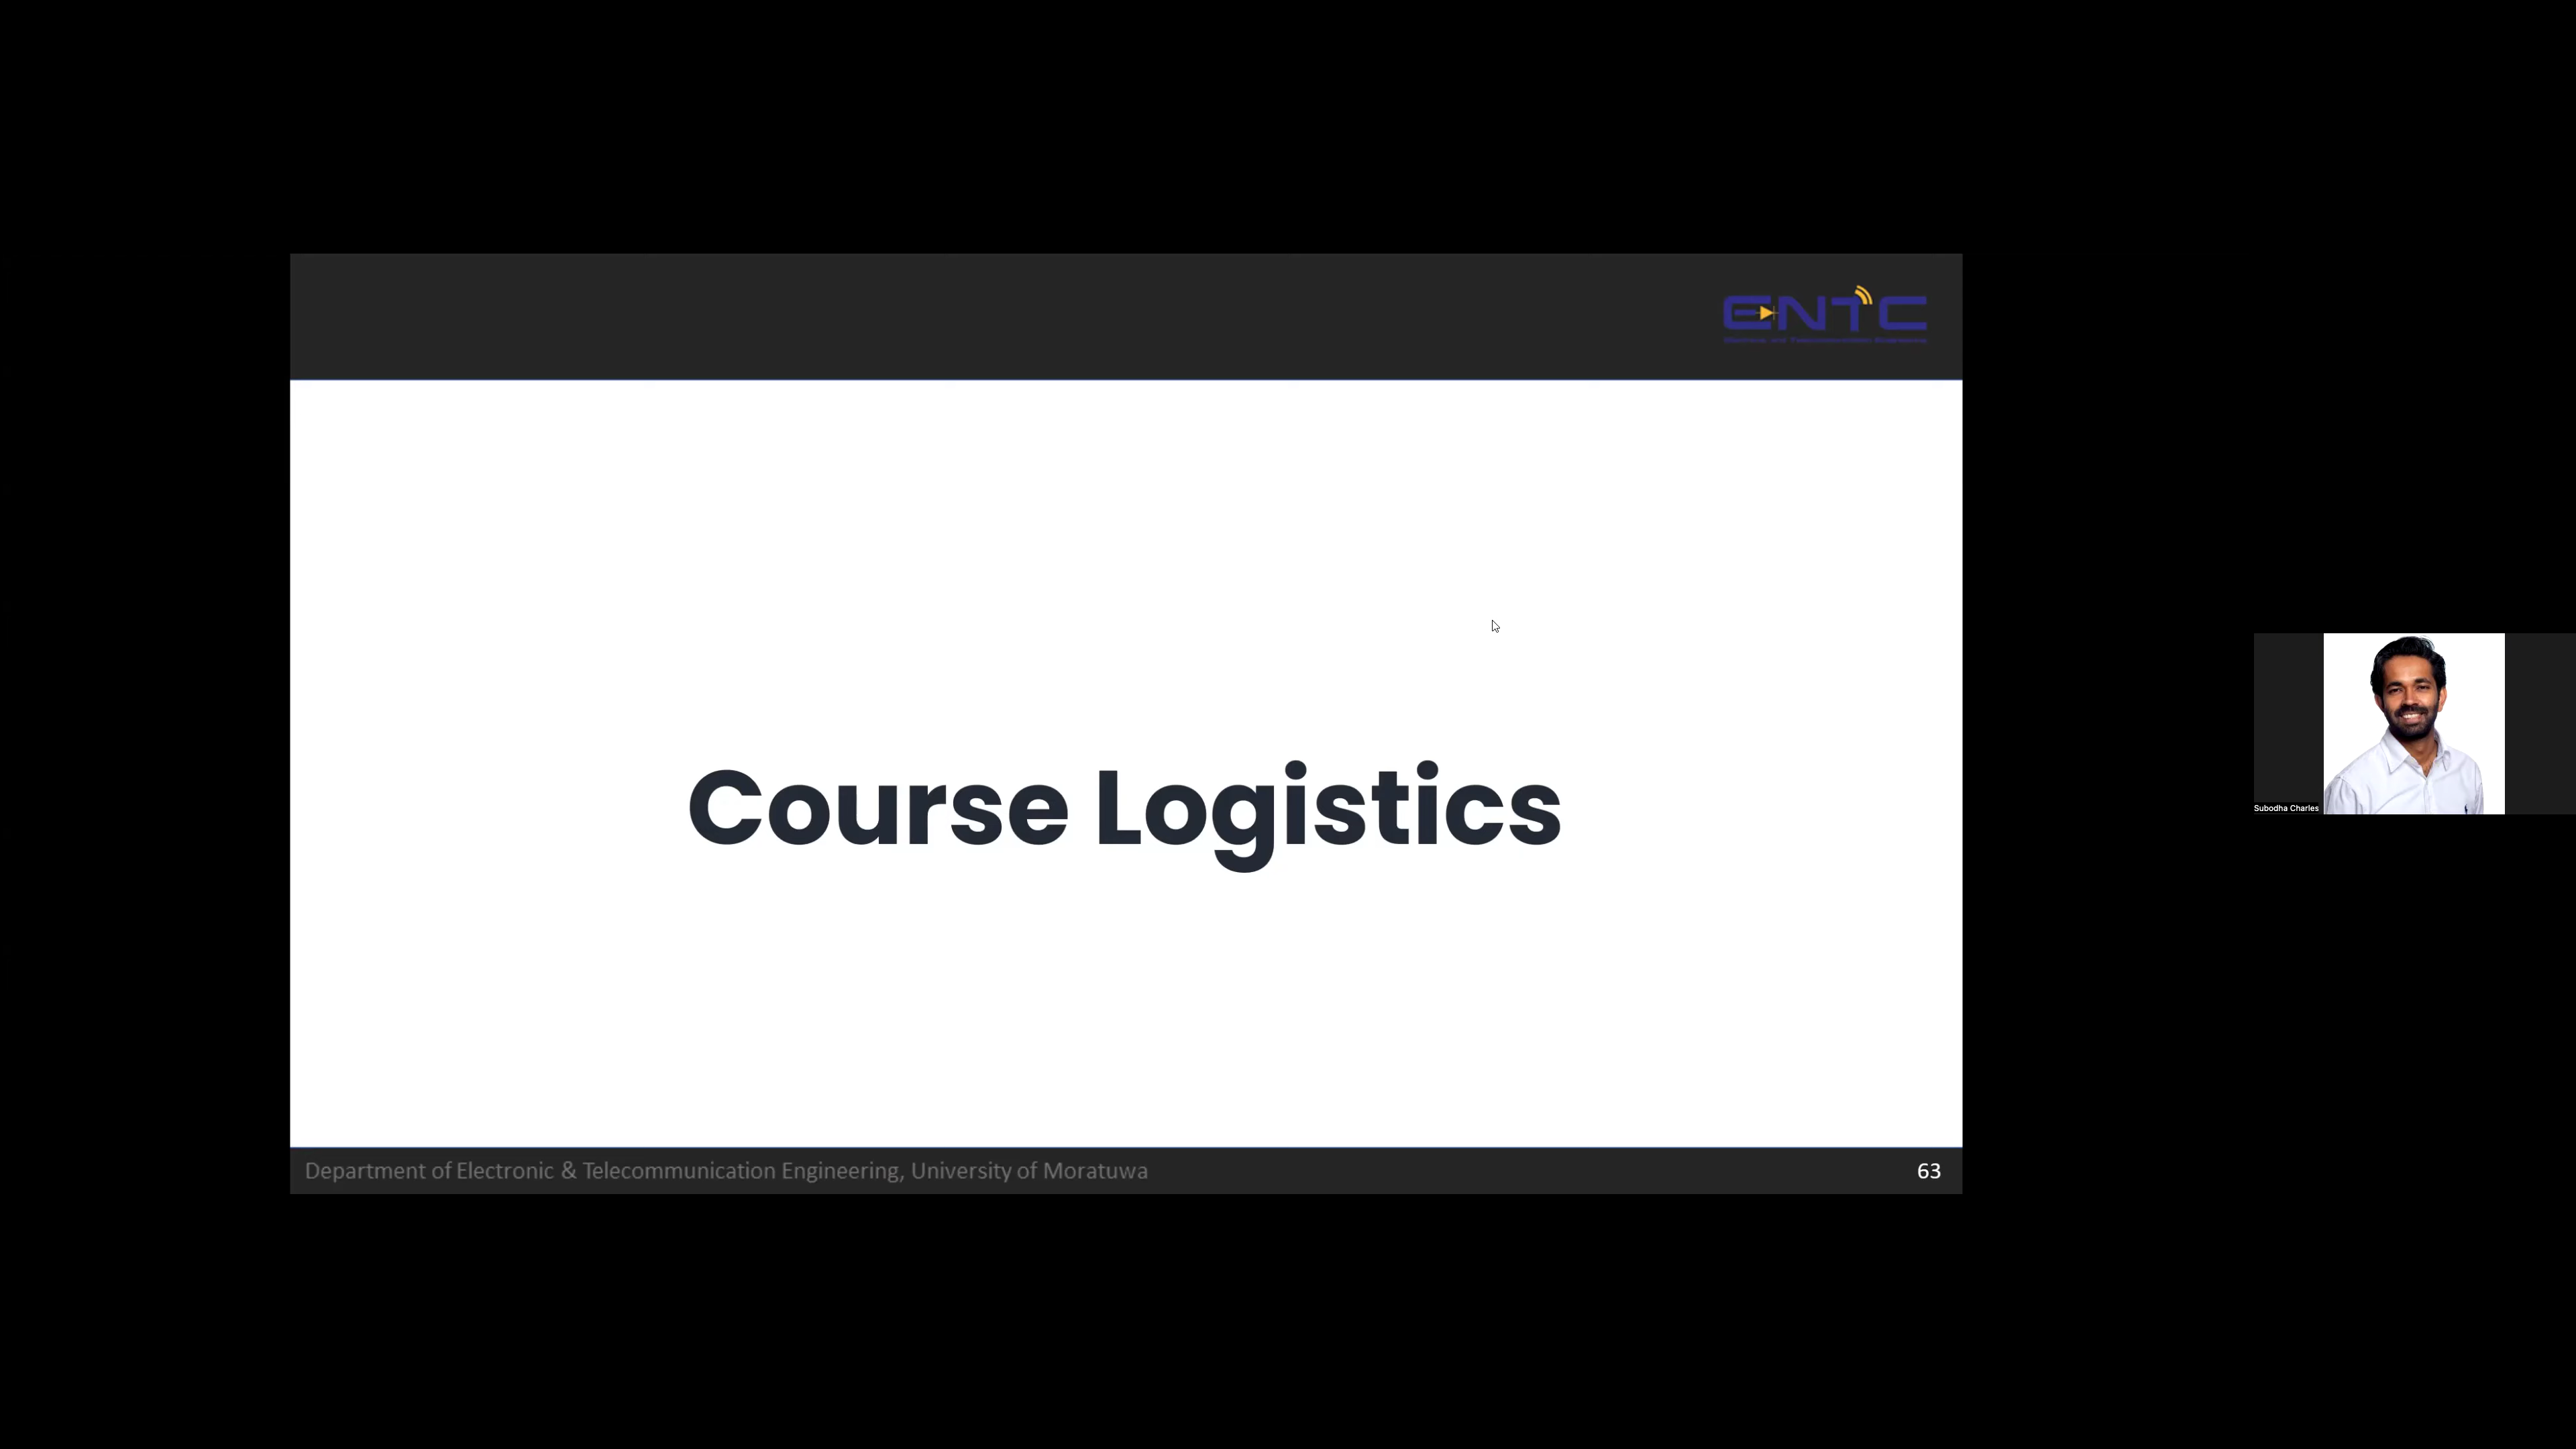 ENTC
Course Logistics
Subodha Charles
Department of Electronic & Telecommunication Engineering, University of Moratuwa
63